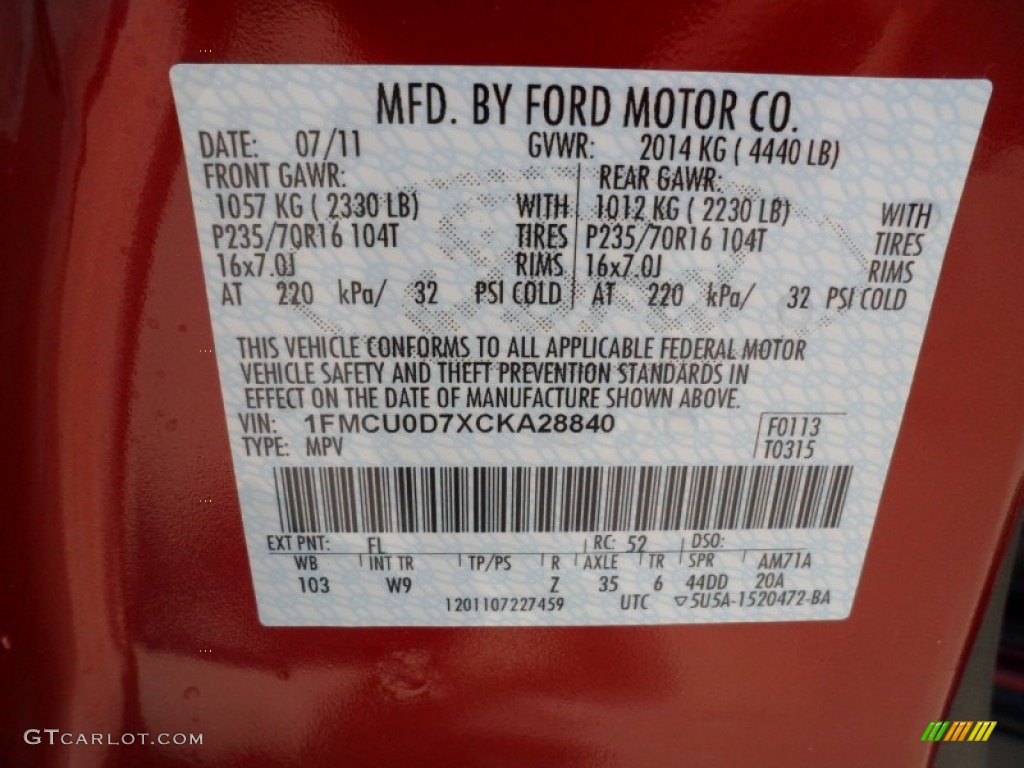 MFD. BY FORD MOTOR CO.
DATE: 07/11 GVWR: 2014 KG ( 4440 LB)
FRONT GAWR: REAR GAWR:
1057 KG ( 2330 LB) WITH 1012 KG ( 2230 LB) WITH
P235/70R16 104T TIRES P235/70R16 104T TIRES
16x7.0J RIMS 16x7.0J RIMS
AT 220 kPa/ 32 PSI COLD AT 220 kPa/ 32 PSI COLD
THIS VEHICLE CONFORMS TO ALL APPLICABLE FEDERAL MOTOR
VEHICLE SAFETY AND THEFT PREVENTION STANDARDS IN
EFFECT ON THE DATE OF MANUFACTURE SHOWN ABOVE.
VIN: 1FMCU0D7XCKA28840 F0113
TYPE: MPV T0315
EXT PNT: FL RC: 52 DSO:
WB INT TR TP/PS R AXLE TR SPR AM71A
103 W9 Z 35 6 44DD 20A
1201107227459 UTC ▽5U5A-1520472-BA
GTCARLOT.COM